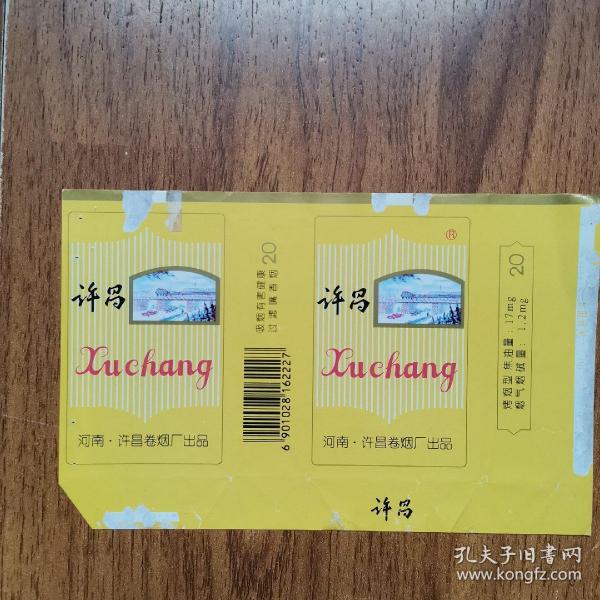 许昌
Xuchang
河南·许昌卷烟厂出品
吸烟有害健康
过滤嘴香烟
20
6 901028 162227
®
许昌
Xuchang
河南·许昌卷烟厂出品
许昌
20
烤烟型 焦油量：17mg
烟气烟碱量：1.2mg
孔夫子旧书网
www.kongfz.com